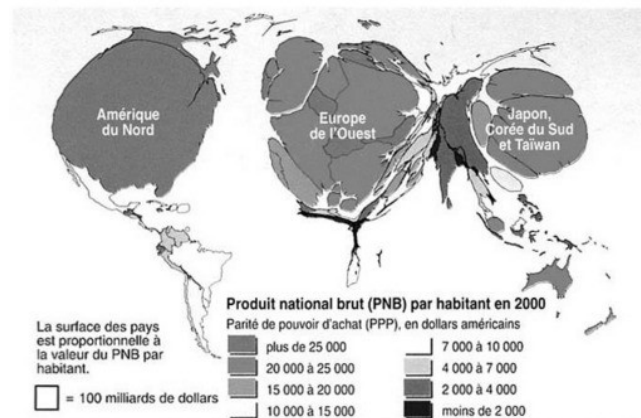 Amérique
du Nord
Europe
de l'Ouest
Japon,
Corée du Sud
et Taïwan
La surface des pays
est proportionnelle à
la valeur du PNB par
habitant.
= 100 milliards de dollars
Produit national brut (PNB) par habitant en 2000
Parité de pouvoir d'achat (PPP), en dollars américains
plus de 25 000
20 000 à 25 000
15 000 à 20 000
10 000 à 15 000
7 000 à 10 000
4 000 à 7 000
2 000 à 4 000
moins de 2 000